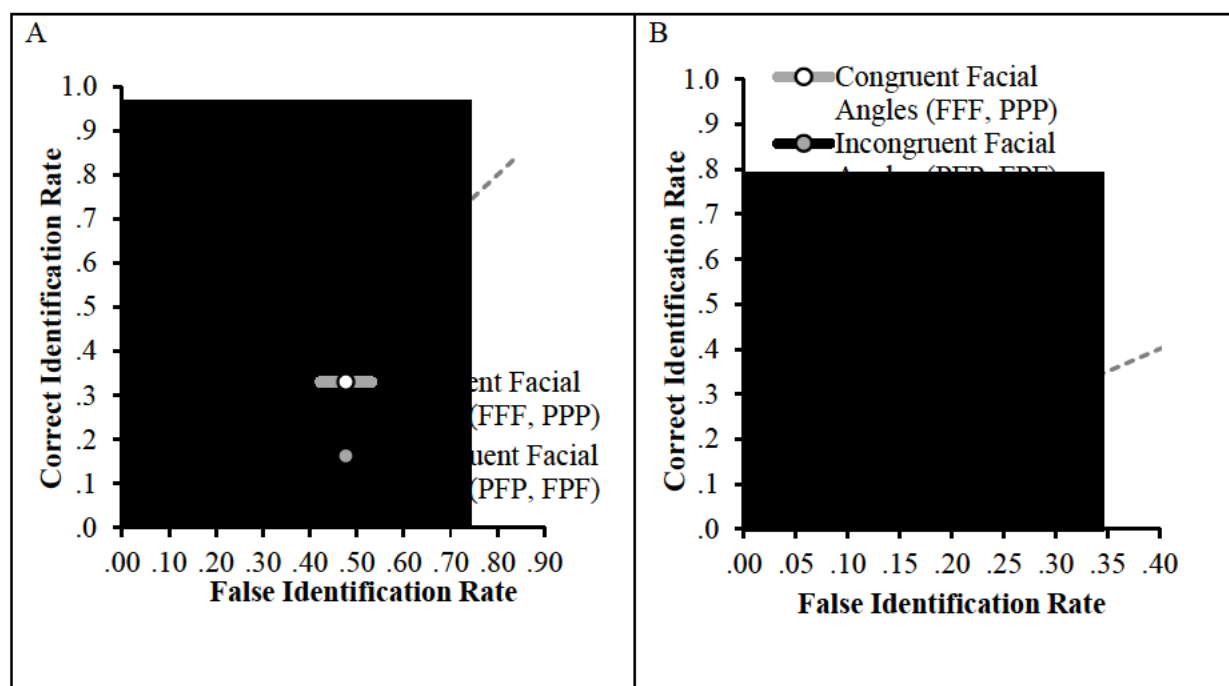 A
1.0
.9
.8
.7
.6
.5
.4
.3
.2
.1
.0
Correct Identification Rate
.00 .10 .20 .30 .40 .50 .60 .70 .80 .90
False Identification Rate
ent Facial
(FFF, PPP)
uent Facial
(PFP, FPF)
B
1.0
.9
.8
.7
.6
.5
.4
.3
.2
.1
.0
Correct Identification Rate
.00 .05 .10 .15 .20 .25 .30 .35 .40
False Identification Rate
Congruent Facial
Angles (FFF, PPP)
Incongruent Facial
Angles (PFP, FPF)